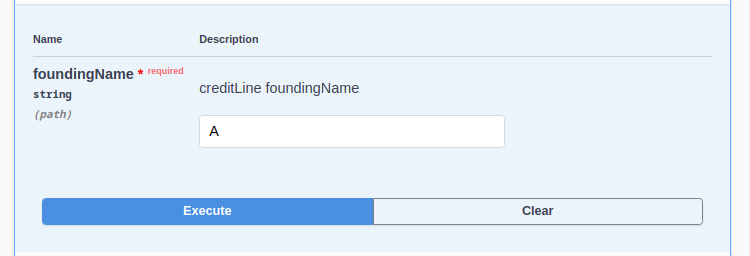 Name Description
foundingName * required
string
(path)
creditLine foundingName
A
Execute Clear